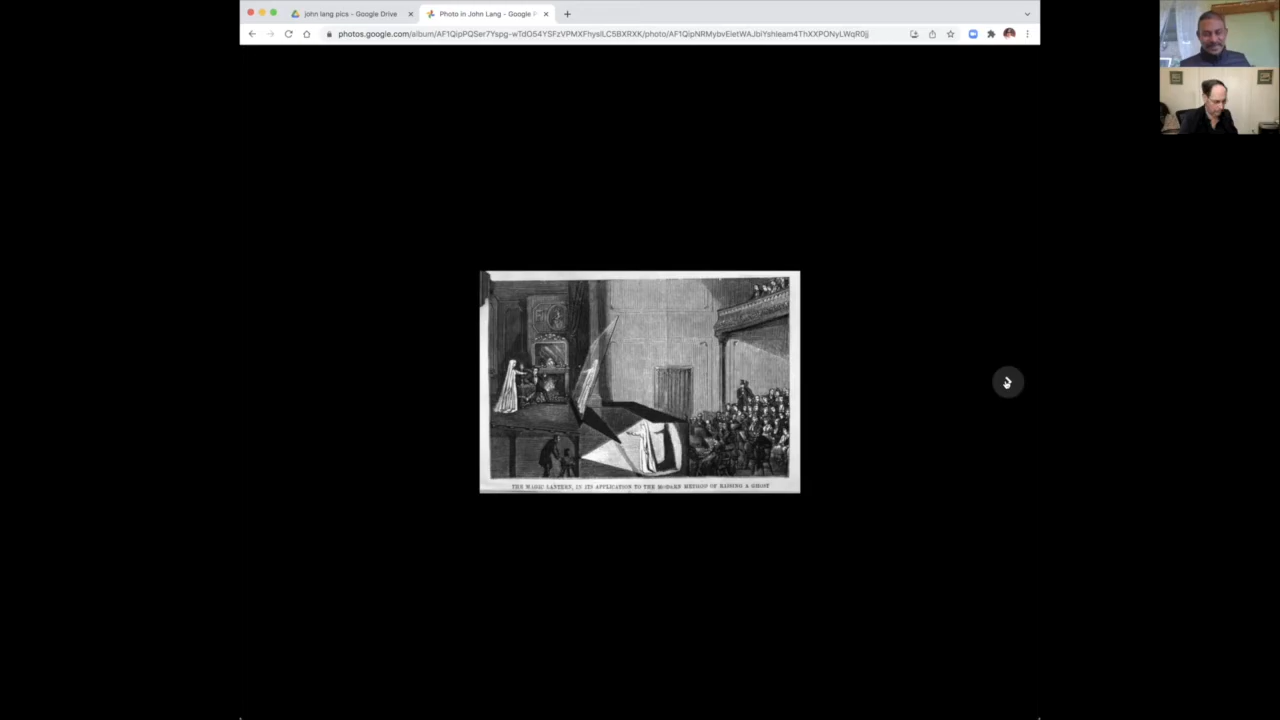 john lang pics - Google Drive
Photo in John Lang - Google P
photos.google.com/album/AF1QipPQSer7Yspg-wTdO54YSFzVPMXFhysILC5BXRXK/photo/AF1QipNRMybvEietWAJbiYshleam4ThXXPONyLWqR0jj
THE MAGIC LANTERN, IN ITS APPLICATION TO THE MODERN METHOD OF RAISING A GHOST